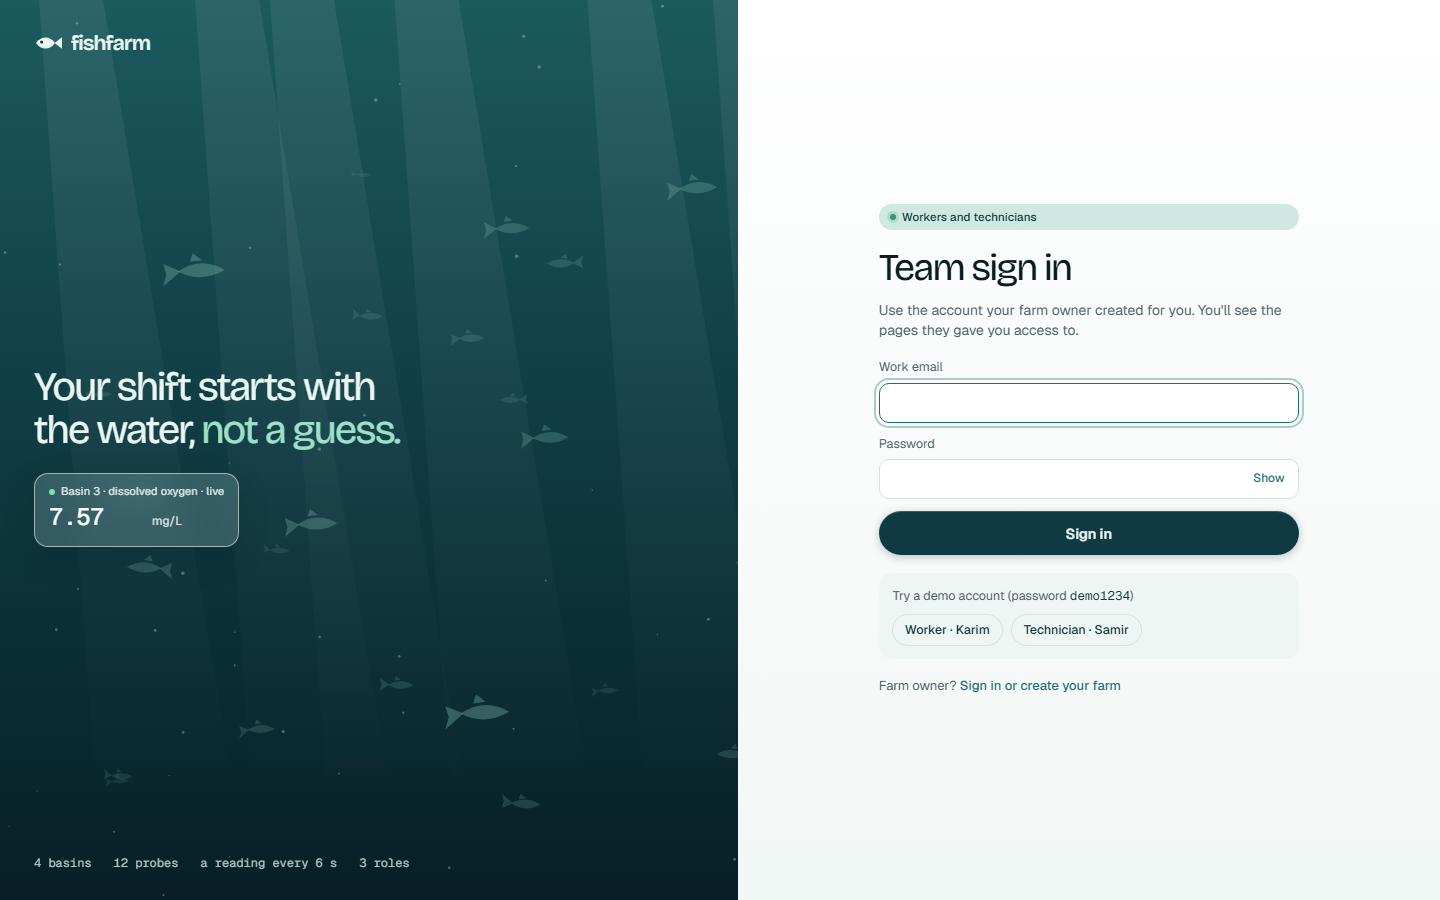 fishfarm
Your shift starts with
the water, not a guess.
Basin 3 · dissolved oxygen · live
7.57 mg/L
4 basins 12 probes a reading every 6 s 3 roles
Workers and technicians
Team sign in
Use the account your farm owner created for you. You'll see the
pages they gave you access to.
Work email
Password
Show
Sign in
Try a demo account (password demo1234)
Worker · Karim Technician · Samir
Farm owner? Sign in or create your farm